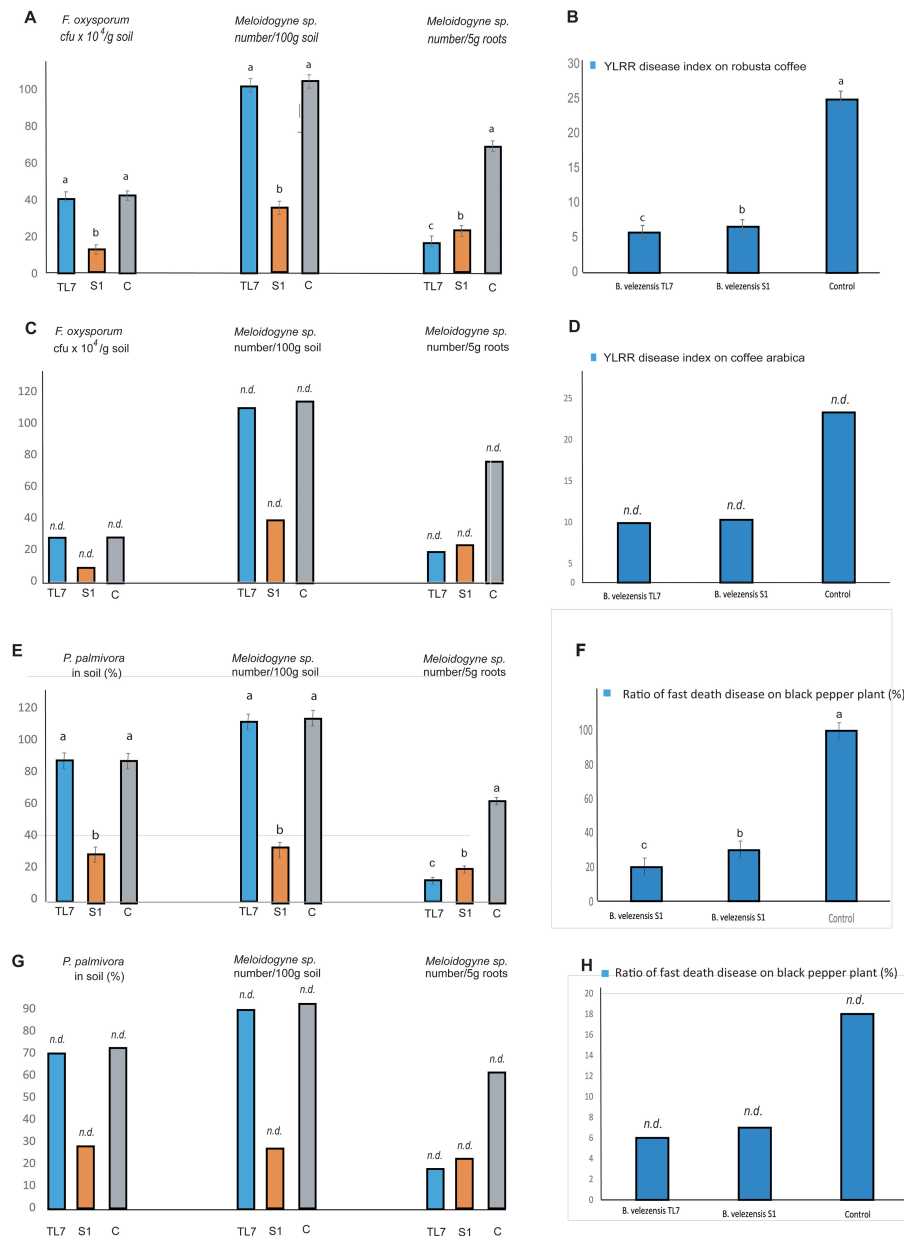 A
F. oxysporum
cfu x 10^4/g soil
Meloidogyne sp.
number/100g soil
Meloidogyne sp.
number/5g roots
100
80
60
40
20
0
a
b
a
a
b
a
c
b
a
TL7
S1
C
TL7
S1
C
TL7
S1
C
B
YLRR disease index on robusta coffee
30
25
20
15
10
5
0
c
b
a
B. velezensis TL7
B. velezensis S1
Control
C
F. oxysporum
cfu x 10^4/g soil
Meloidogyne sp.
number/100g soil
Meloidogyne sp.
number/5g roots
120
100
80
60
40
20
0
n.d.
n.d.
n.d.
n.d.
n.d.
n.d.
n.d.
n.d.
n.d.
TL7
S1
C
TL7
S1
C
TL7
S1
C
D
YLRR disease index on coffee arabica
25
20
15
10
5
0
n.d.
n.d.
n.d.
B. velezensis TL7
B. velezensis S1
Control
E
P. palmivora
in soil (%)
Meloidogyne sp.
number/100g soil
Meloidogyne sp.
number/5g roots
120
100
80
60
40
20
0
a
b
a
a
b
a
c
b
a
TL7
S1
C
TL7
S1
C
TL7
S1
C
F
Ratio of fast death disease on black pepper plant (%)
100
80
60
40
20
0
c
b
a
B. velezensis S1
B. velezensis S1
Control
G
P. palmivora
in soil (%)
Meloidogyne sp.
number/100g soil
Meloidogyne sp.
number/5g roots
90
80
70
60
50
40
30
20
10
0
n.d.
n.d.
n.d.
n.d.
n.d.
n.d.
n.d.
n.d.
n.d.
TL7
S1
C
TL7
S1
C
TL7
S1
C
H
Ratio of fast death disease on black pepper plant (%)
20
18
16
14
12
10
8
6
4
2
0
n.d.
n.d.
n.d.
B. velezensis TL7
B. velezensis S1
Control